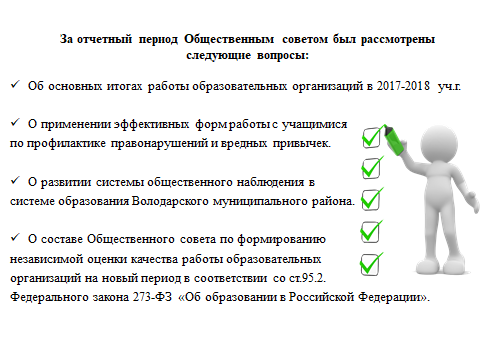 За отчетный период Общественным советом был рассмотрены
следующие вопросы:
✓ Об основных итогах работы образовательных организаций в 2017-2018 уч.г.
✓ О применении эффективных форм работы с учащимися
по профилактике правонарушений и вредных привычек.
✓ О развитии системы общественного наблюдения в
системе образования Володарского муниципального района.
✓ О составе Общественного совета по формированию
независимой оценки качества работы образовательных
организаций на новый период в соответствии со ст.95.2.
Федерального закона 273-ФЗ «Об образовании в Российской Федерации».